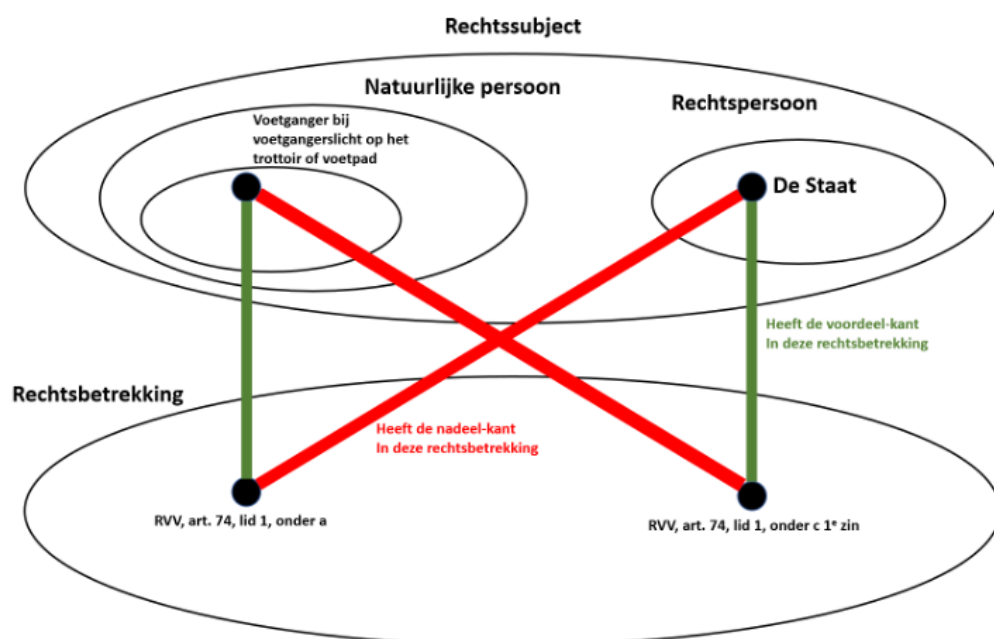 Rechtssubject
Natuurlijke persoon
Rechtspersoon
Voetganger bij
voetgangerslicht op het
trottoir of voetpad
De Staat
Heeft de voordeel-kant
In deze rechtsbetrekking
Rechtsbetrekking
Heeft de nadeel-kant
In deze rechtsbetrekking
RVV, art. 74, lid 1, onder a
RVV, art. 74, lid 1, onder c 1ᵉ zin